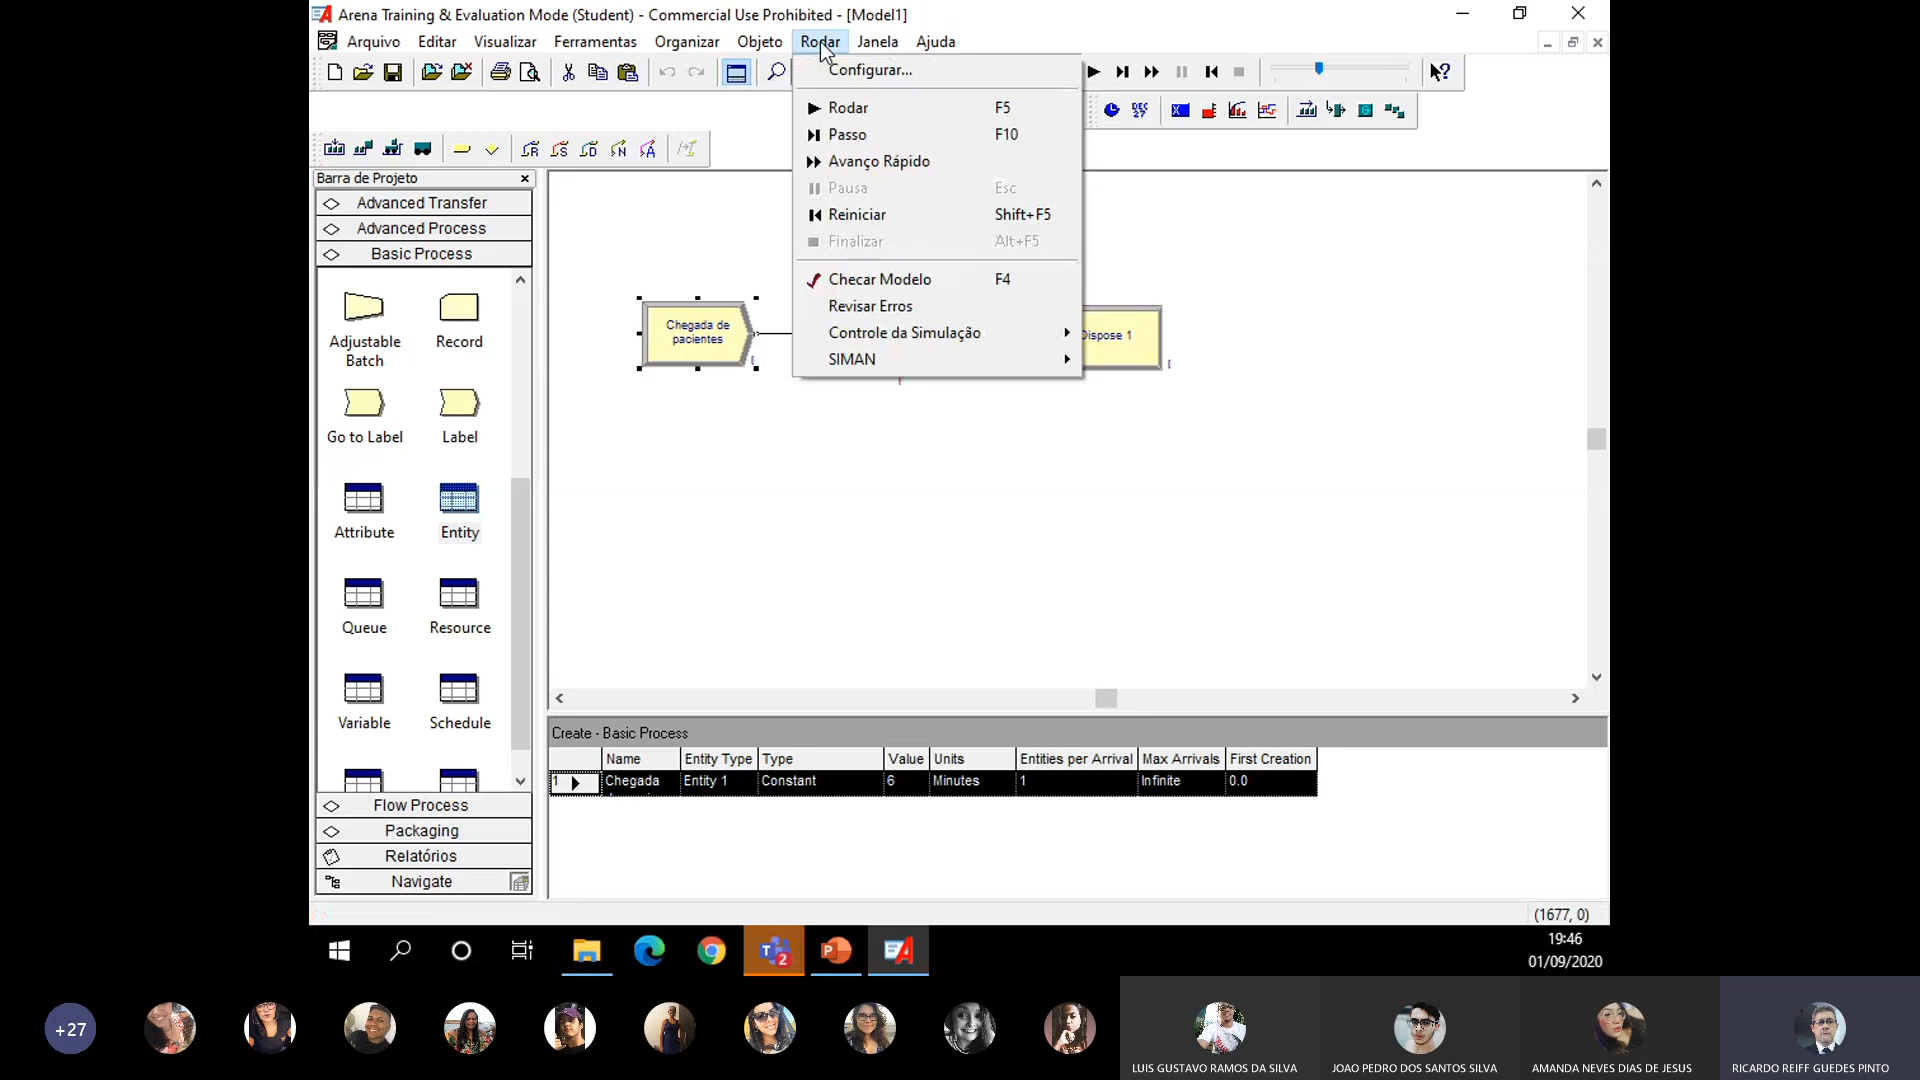 Arena Training & Evaluation Mode (Student) - Commercial Use Prohibited - [Model1]
Arquivo Editar Visualizar Ferramentas Organizar Objeto Rodar Janela Ajuda
Configurar...
Rodar F5
Passo F10
Avanço Rápido
Pausa Esc
Reiniciar Shift+F5
Finalizar Alt+F5
Checar Modelo F4
Revisar Erros
Controle da Simulação
SIMAN
DEC
27
Barra de Projeto
Advanced Transfer
Advanced Process
Basic Process
Adjustable
Batch
Record
Go to Label
Label
Attribute
Entity
Queue
Resource
Variable
Schedule
Flow Process
Packaging
Relatórios
Navigate
Chegada de
pacientes
Dispose 1
Create - Basic Process
Name Entity Type Type Value Units Entities per Arrival Max Arrivals First Creation
1 Chegada Entity 1 Constant 6 Minutes 1 Infinite 0.0
(1677, 0)
2
19:46
01/09/2020
+27
LUIS GUSTAVO RAMOS DA SILVA
JOAO PEDRO DOS SANTOS SILVA
AMANDA NEVES DIAS DE JESUS
RICARDO REIFF GUEDES PINTO